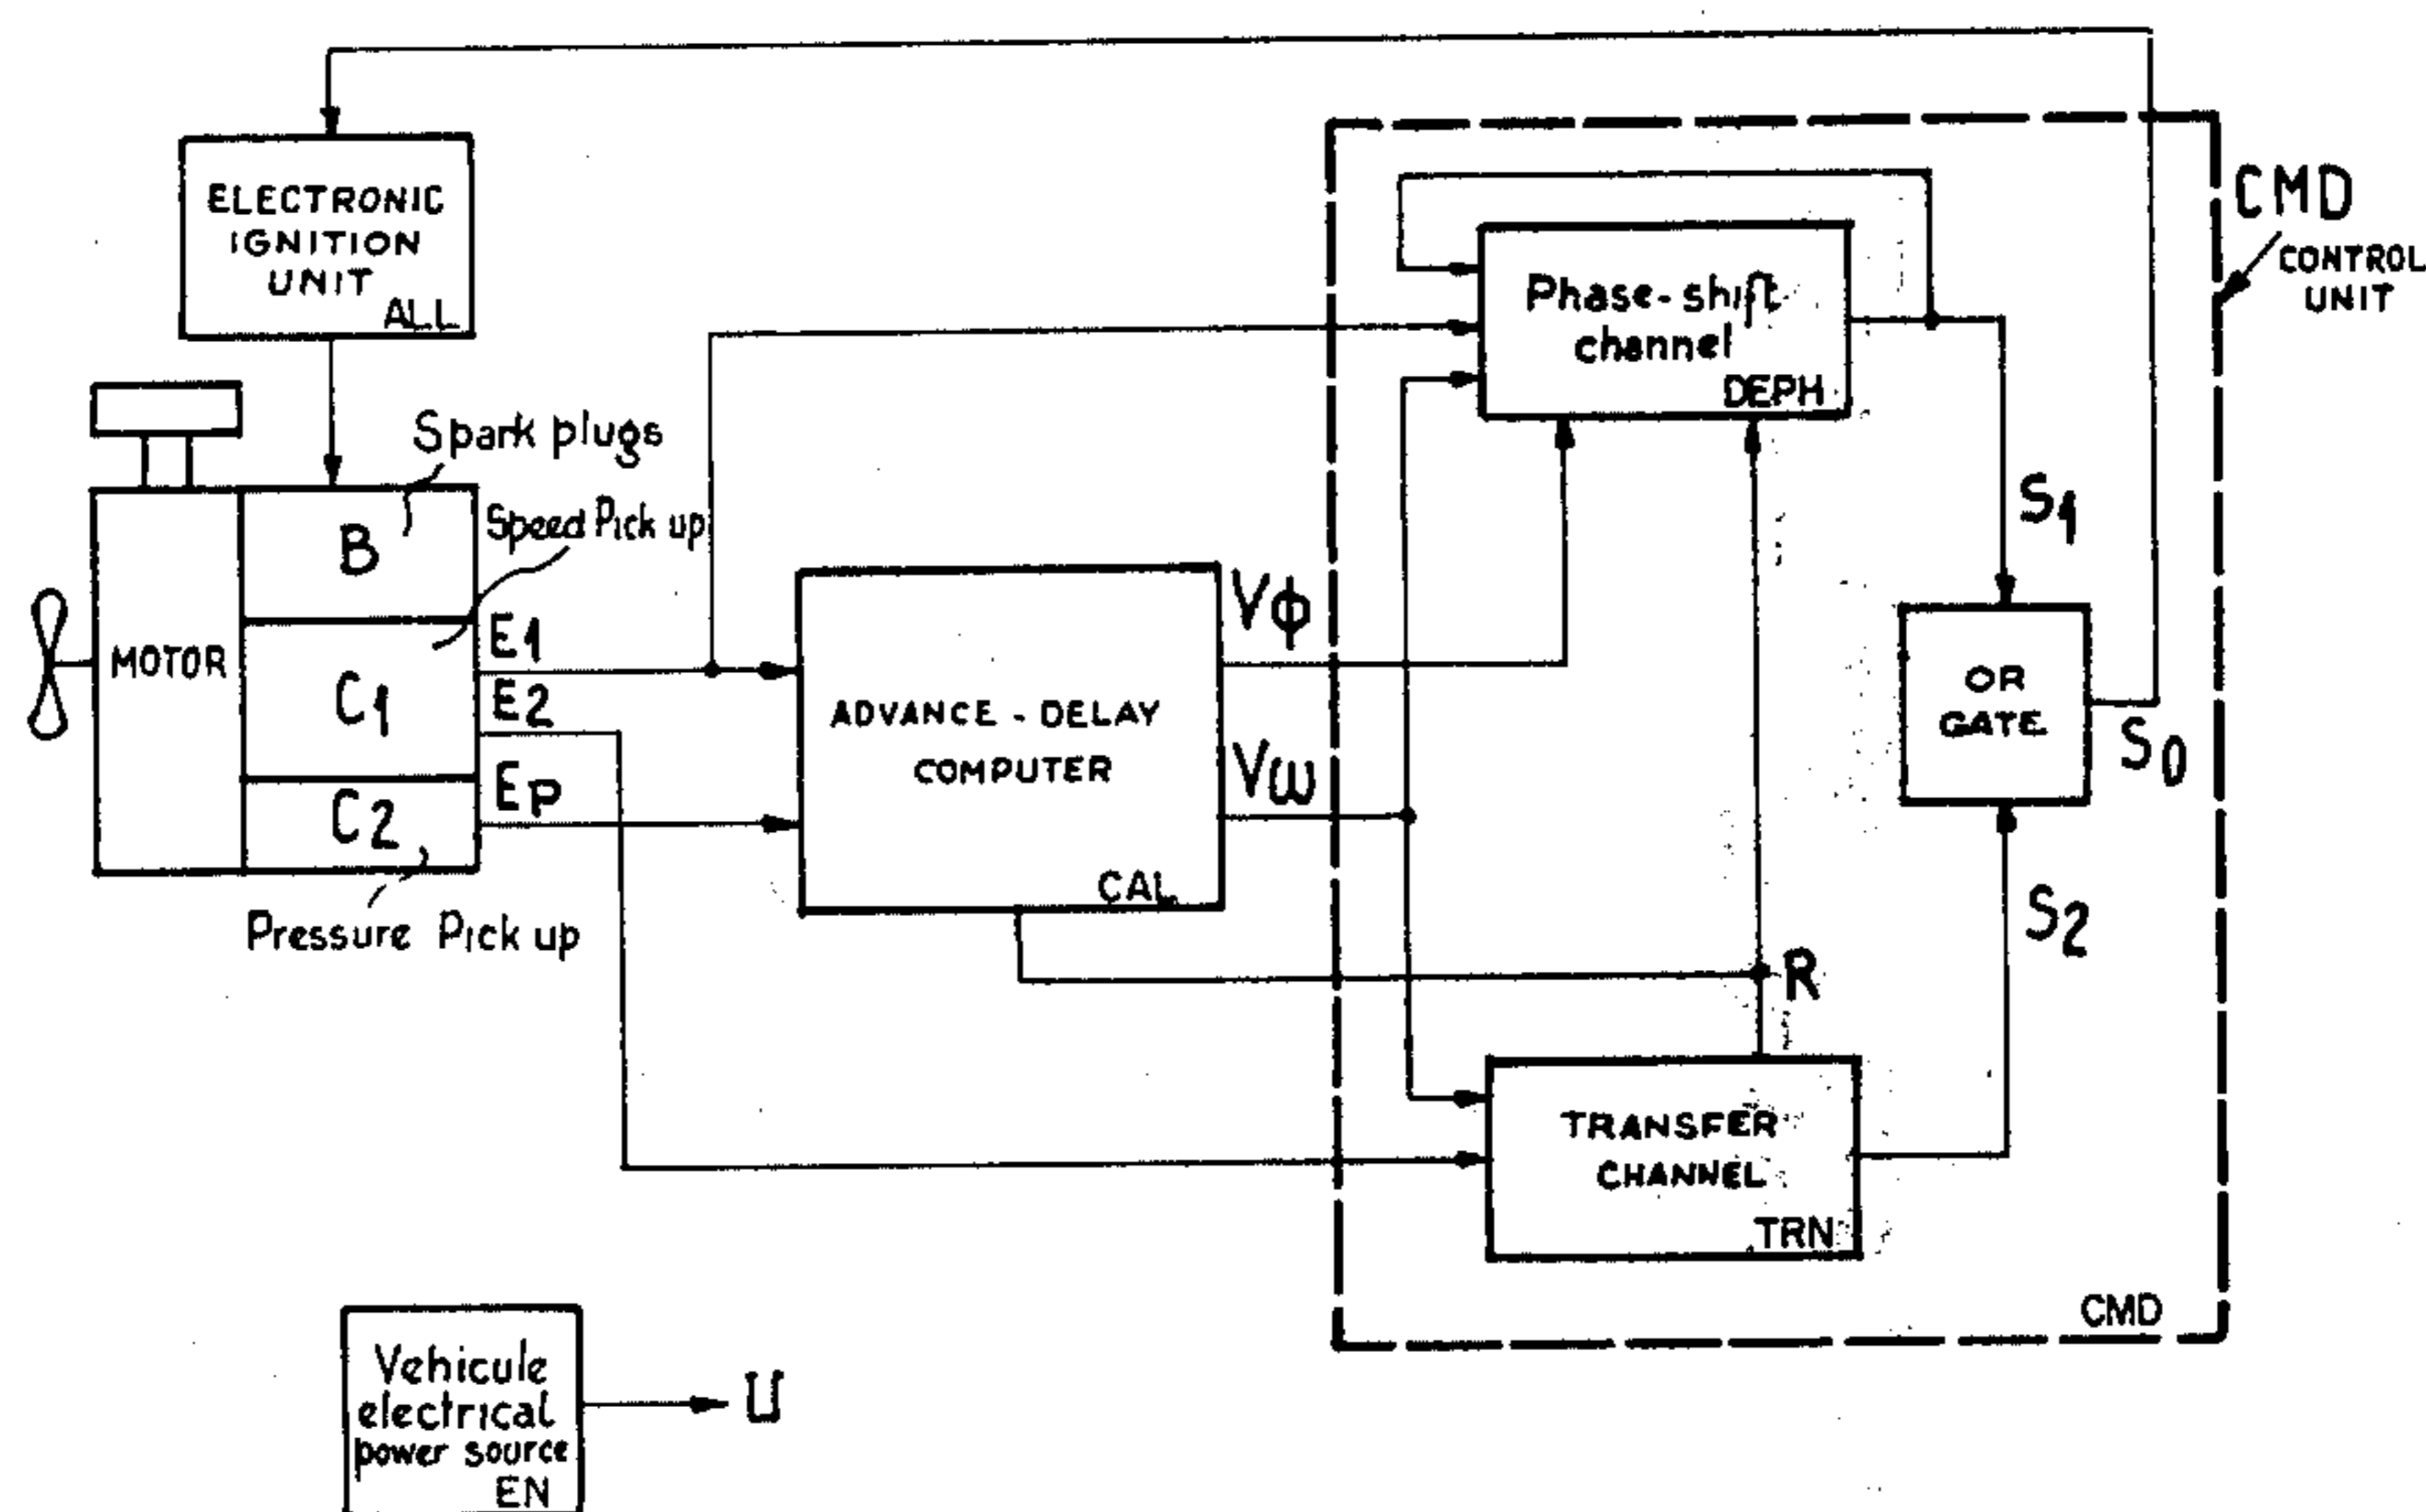 ELECTRONIC
IGNITION
UNIT
ALL
CMD
CONTROL
UNIT
Phase-shift
channel
DEPH
Spark plugs
B
Speed Pick up
S1
MOTOR
C1
E1
E2
C2
EP
Pressure Pick up
ADVANCE - DELAY
COMPUTER
CAL
Vϕ
Vω
OR
GATE
S0
S2
R
TRANSFER
CHANNEL
TRN
CMD
Vehicule
electrical
power source
EN
U